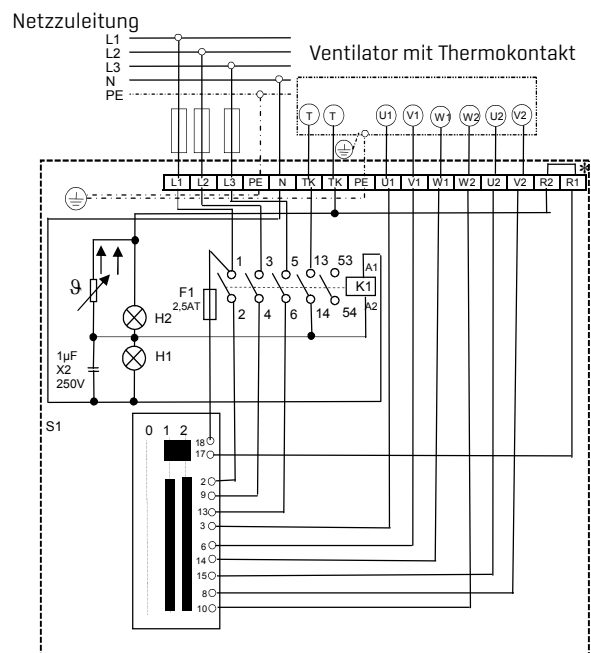 Netzzuleitung
L1
L2
L3
N
PE
Ventilator mit Thermokontakt
T T U1 V1 W1 W2 U2 V2
L1 L2 L3 PE N TK TK PE U1 V1 W1 W2 U2 V2 R2 R1 *
1 3 5 13 53
A1
K1
A2
F1
2,5AT
2 4 6 14 54
ϑ
H2
H1
1µF
X2
250V
S1
0 1 2
18
17
2
9
13
3
6
14
15
8
10